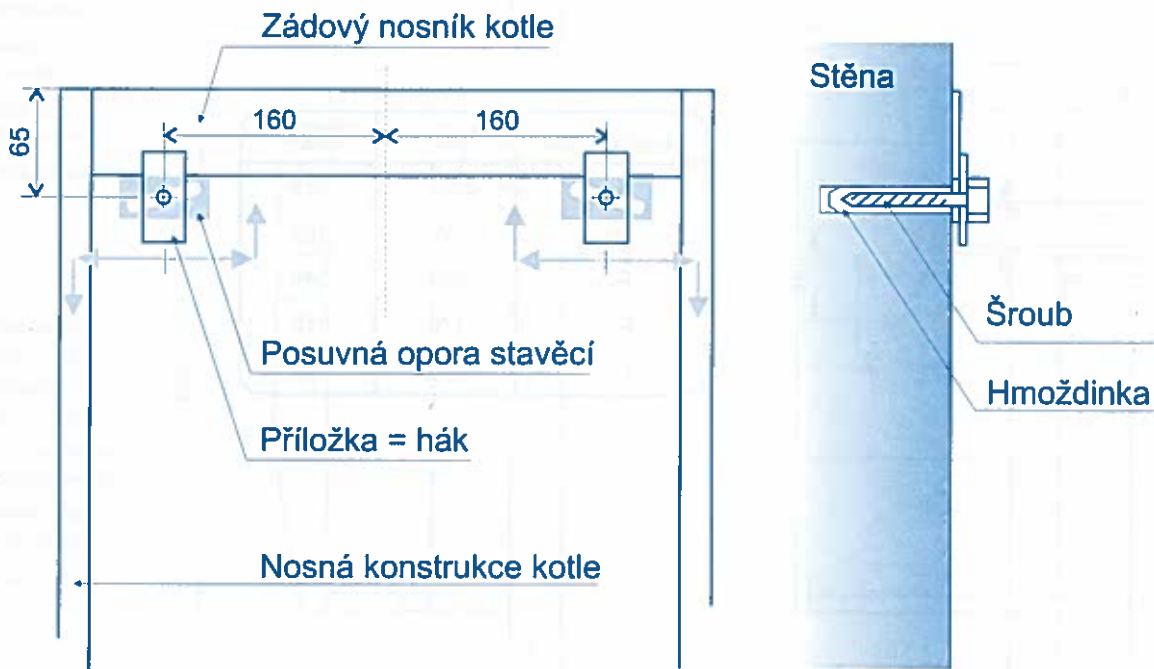 Zádový nosník kotle
65
160
160
Posuvná opora stavěcí
Příložka = hák
Nosná konstrukce kotle
Stěna
Šroub
Hmoždinka